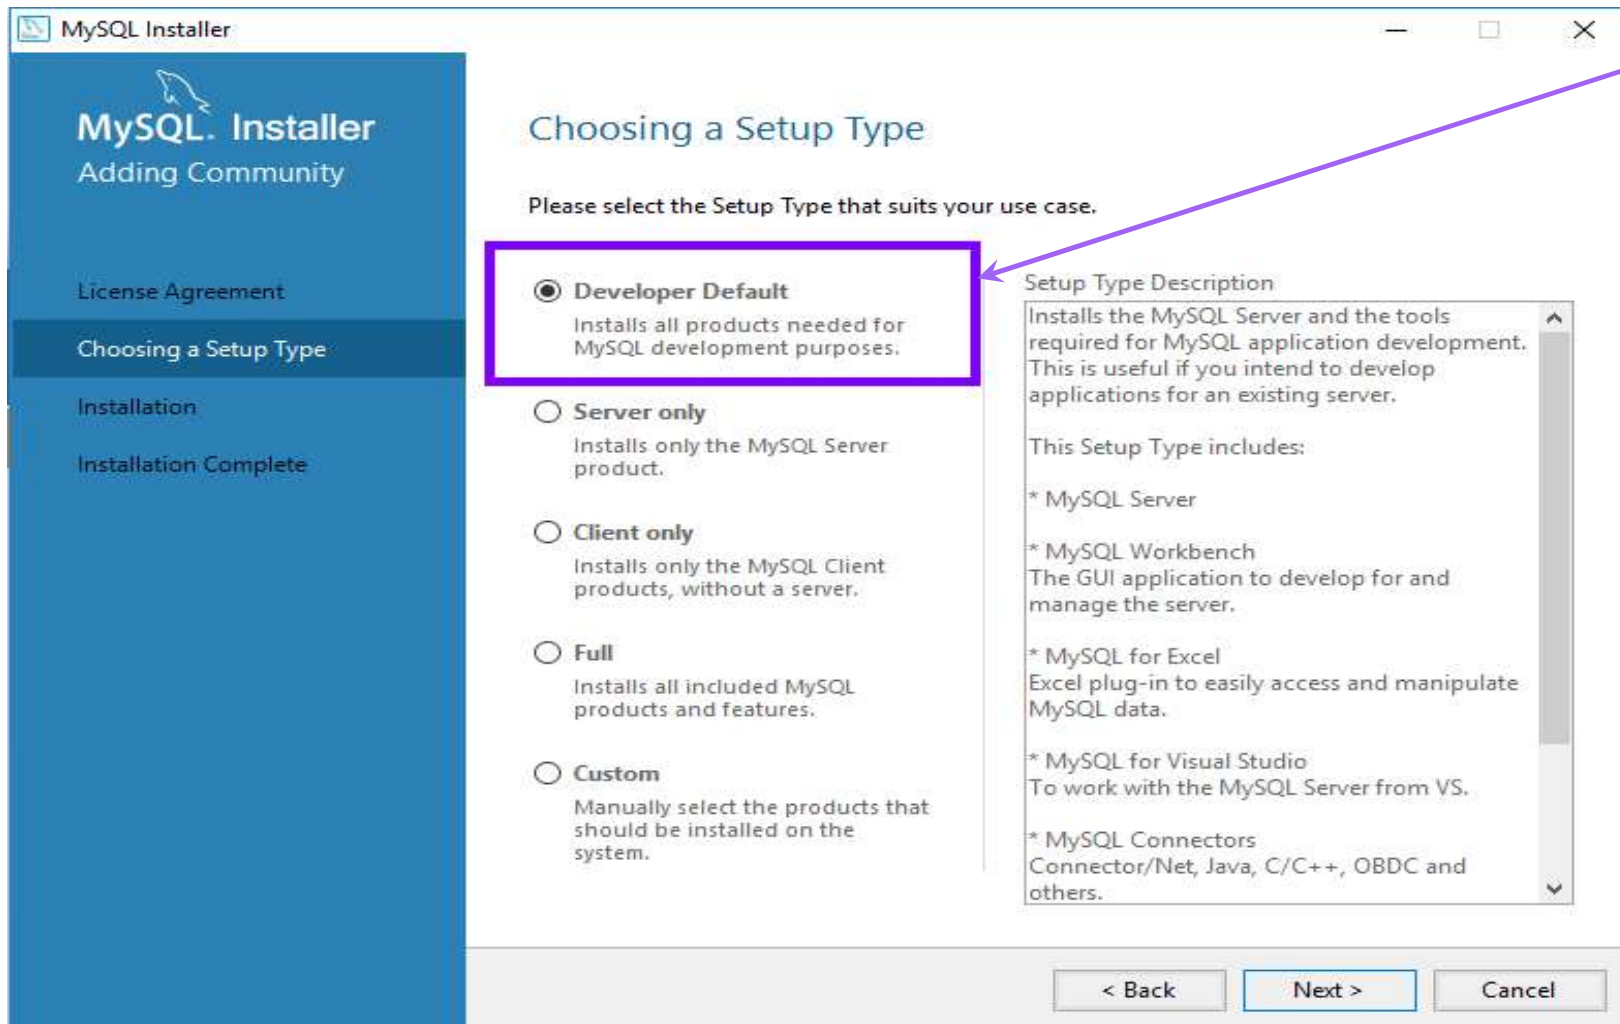 MySQL Installer
MySQL. Installer
Adding Community
License Agreement
Choosing a Setup Type
Installation
Installation Complete
Choosing a Setup Type
Please select the Setup Type that suits your use case.
Developer Default
Installs all products needed for
MySQL development purposes.
Server only
Installs only the MySQL Server
product.
Client only
Installs only the MySQL Client
products, without a server.
Full
Installs all included MySQL
products and features.
Custom
Manually select the products that
should be installed on the
system.
Setup Type Description
Installs the MySQL Server and the tools
required for MySQL application development.
This is useful if you intend to develop
applications for an existing server.
This Setup Type includes:
* MySQL Server
* MySQL Workbench
The GUI application to develop for and
manage the server.
* MySQL for Excel
Excel plug-in to easily access and manipulate
MySQL data.
* MySQL for Visual Studio
To work with the MySQL Server from VS.
* MySQL Connectors
Connector/Net, Java, C/C++, OBDC and
others.
< Back
Next >
Cancel